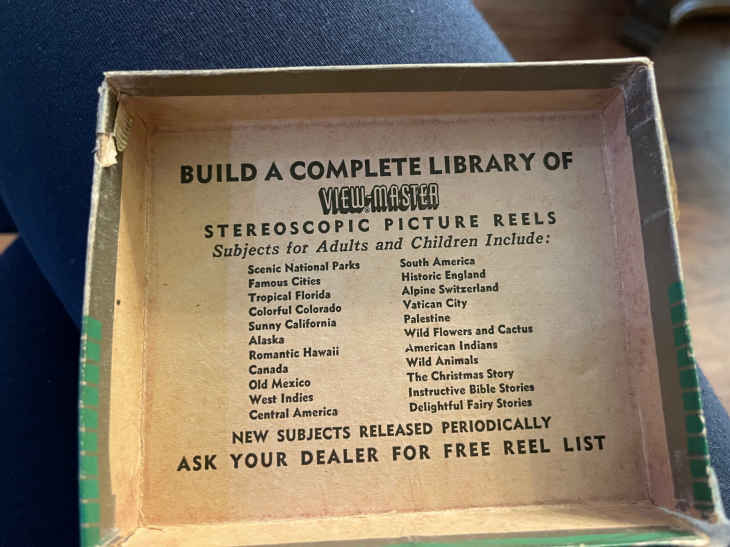 BUILD A COMPLETE LIBRARY OF
VIEW-MASTER
STEREOSCOPIC PICTURE REELS
Subjects for Adults and Children Include:
Scenic National Parks
Famous Cities
Tropical Florida
Colorful Colorado
Sunny California
Alaska
Romantic Hawaii
Canada
Old Mexico
West Indies
Central America
South America
Historic England
Alpine Switzerland
Vatican City
Palestine
Wild Flowers and Cactus
American Indians
Wild Animals
The Christmas Story
Instructive Bible Stories
Delightful Fairy Stories
NEW SUBJECTS RELEASED PERIODICALLY
ASK YOUR DEALER FOR FREE REEL LIST